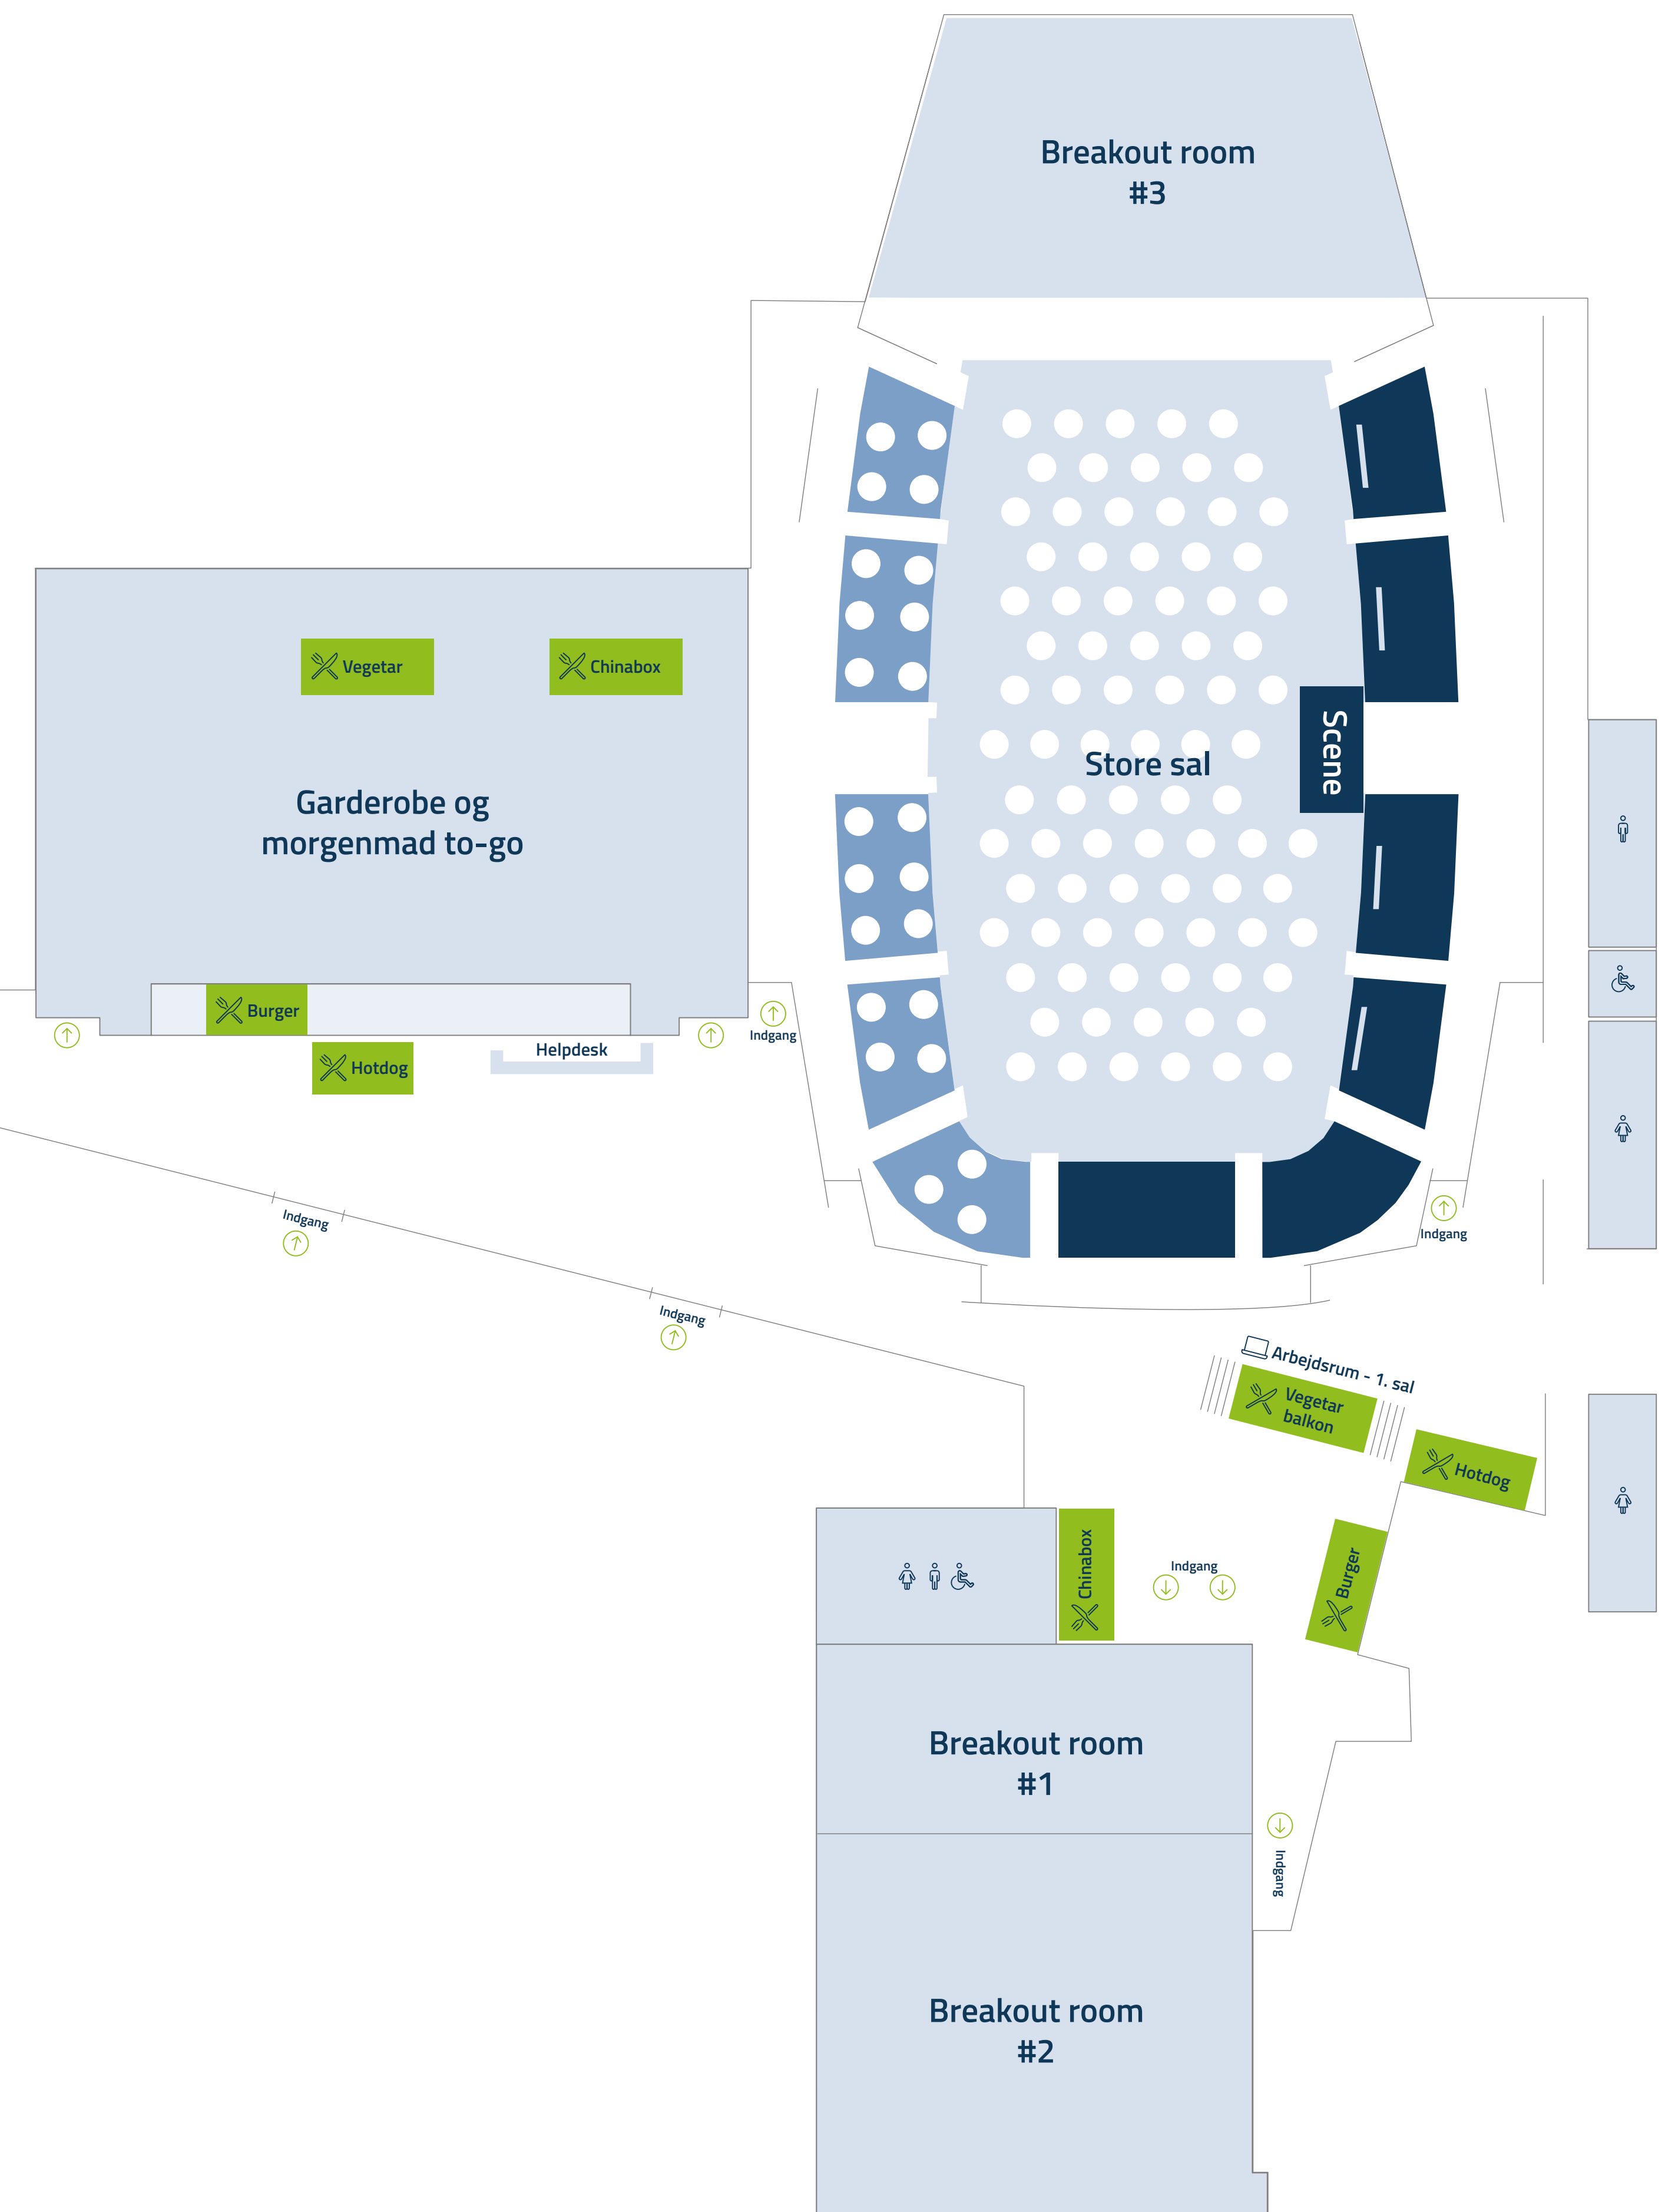 Breakout room
#3
Vegetar
Chinabox
Garderobe og
morgenmad to-go
Store sal
Scene
Burger
Indgang
Helpdesk
Hotdog
Indgang
Indgang
Indgang
Arbejdsrum - 1. sal
Vegetar
balkon
Hotdog
Chinabox
Indgang
Burger
Breakout room
#1
Indgang
Breakout room
#2